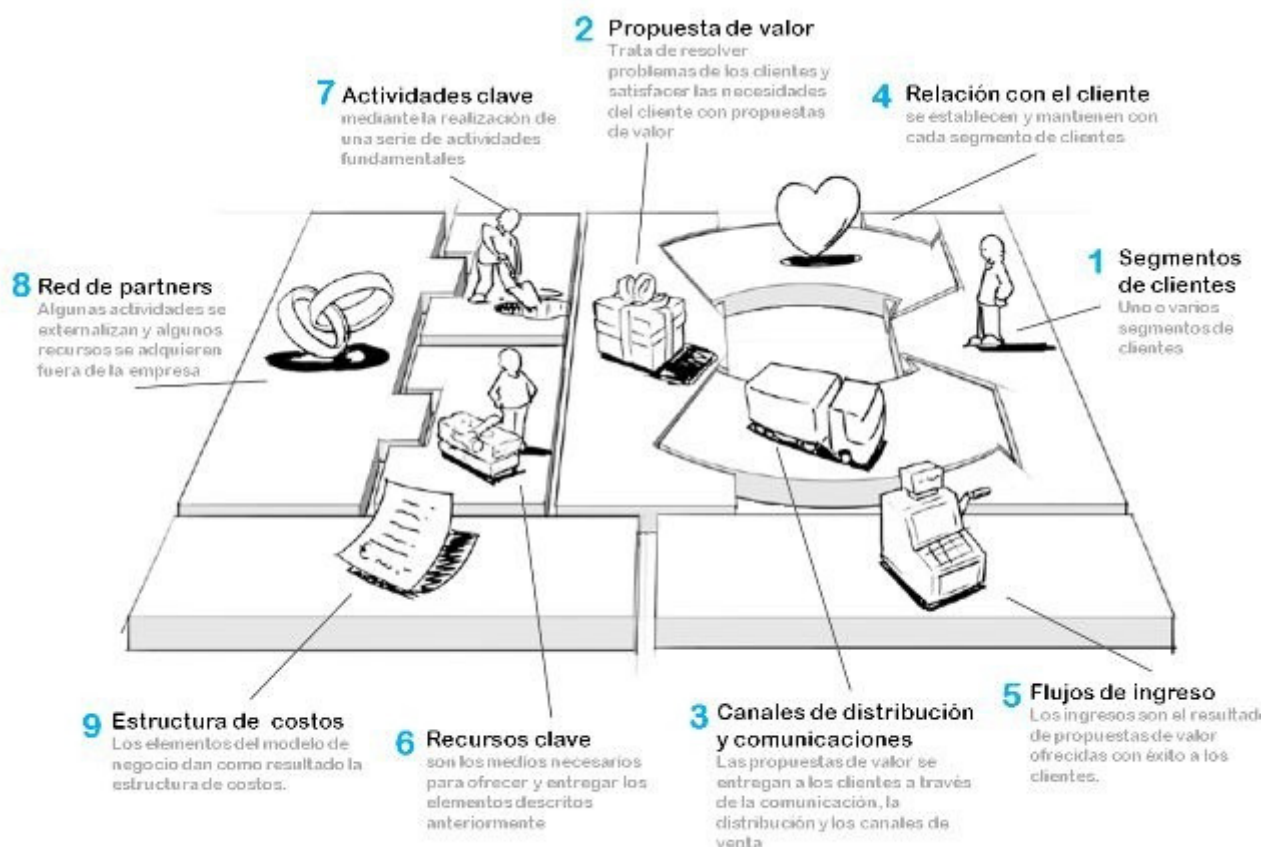 2 Propuesta de valor
Trata de resolver
problemas de los clientes y
satisfacer las necesidades
del cliente con propuestas
de valor
7 Actividades clave
mediante la realización de
una serie de actividades
fundamentales
4 Relación con el cliente
se establecen y mantienen con
cada segmento de clientes
8 Red de partners
Algunas actividades se
externalizan y algunos
recursos se adquieren
fuera de la empresa
1 Segmentos
de clientes
Uno o varios
segmentos de
clientes
9 Estructura de costos
Los elementos del modelo de
negocio dan como resultado la
estructura de costos.
6 Recursos clave
son los medios necesarios
para ofrecer y entregar los
elementos descritos
anteriormente
3 Canales de distribución
y comunicaciones
Las propuestas de valor se
entregan a los clientes a través
de la comunicación, la
distribución y los canales de
venta
5 Flujos de ingreso
Los ingresos son el resultado
de propuestas de valor
ofrecidas con éxito a los
clientes.